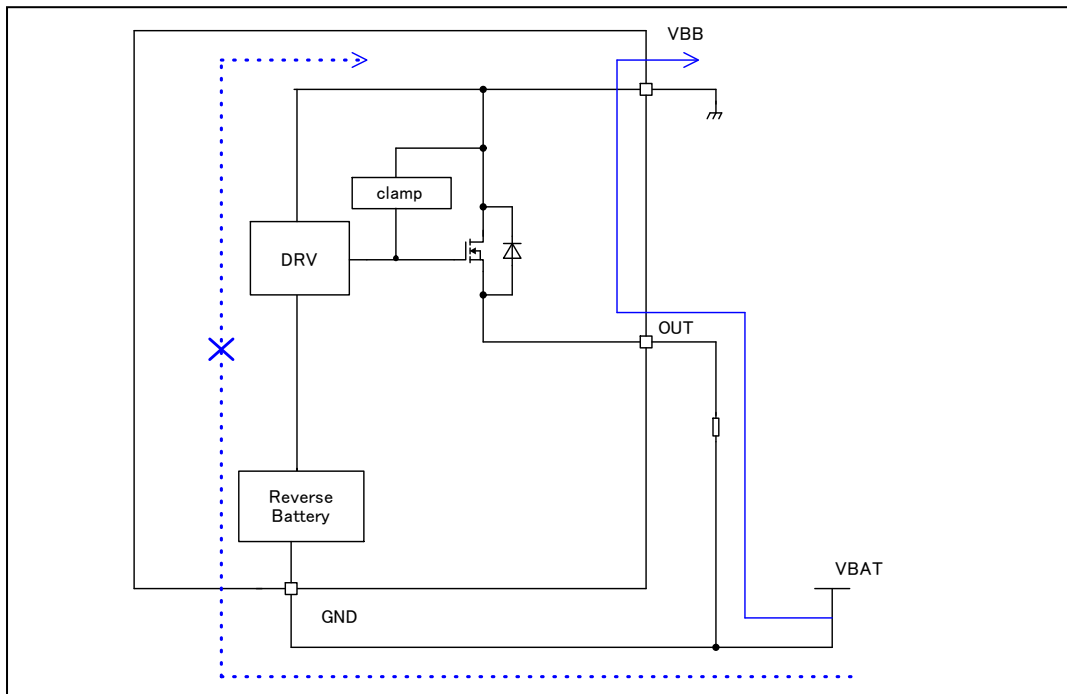 VBB
clamp
DRV
OUT
Reverse
Battery
VBAT
GND